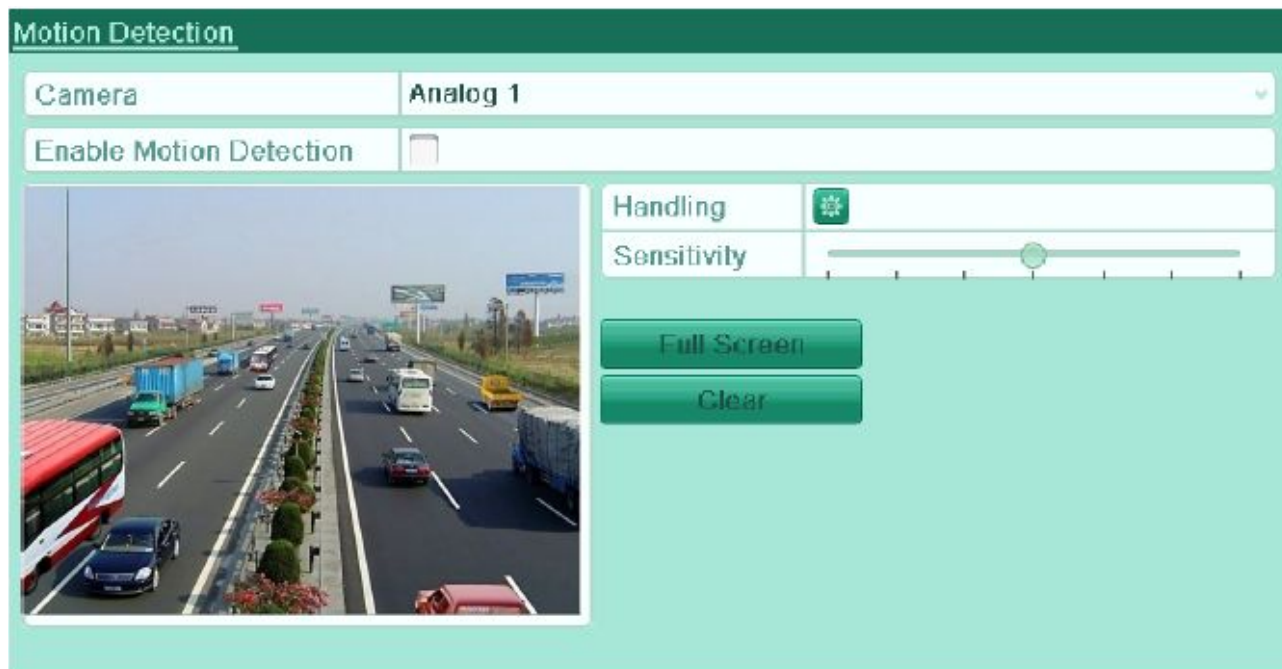 Motion Detection
Camera
Analog 1
Enable Motion Detection
Handling
Sensitivity
Full Screen
Clear